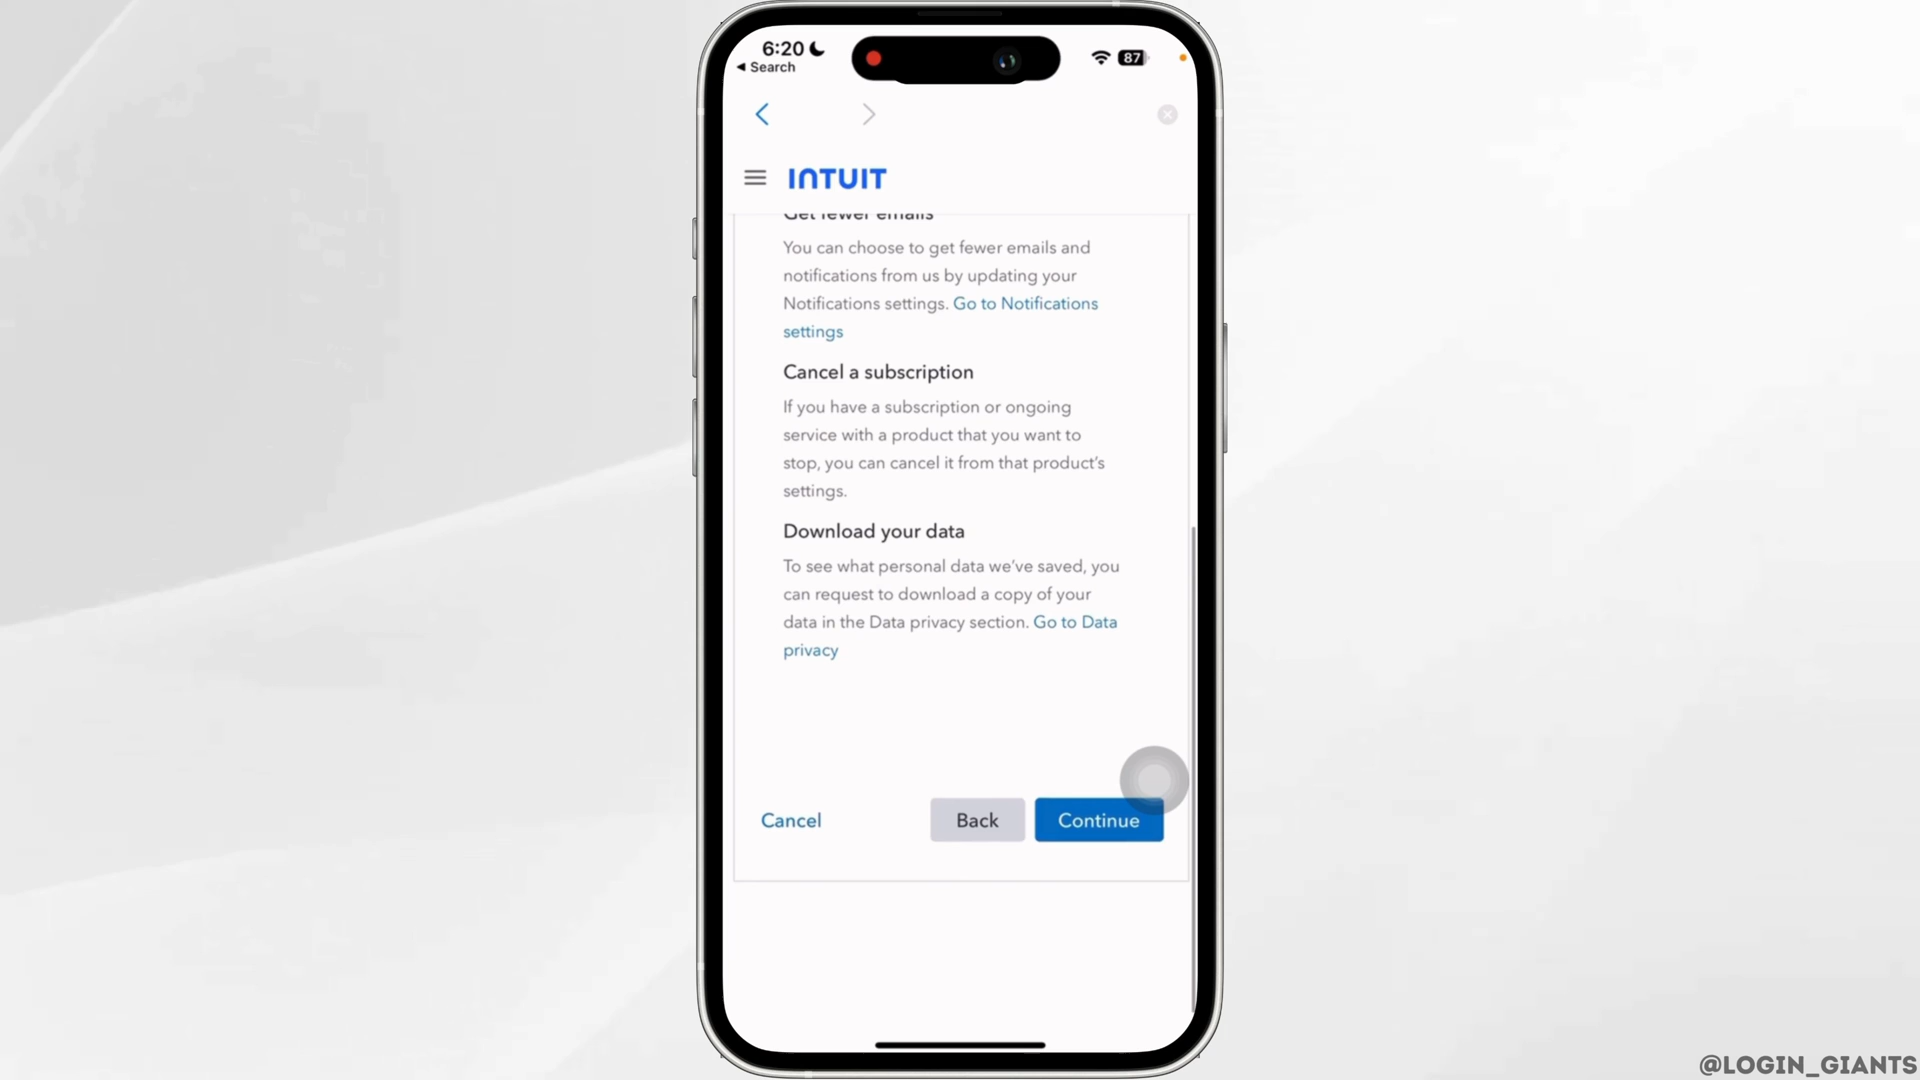 6:20
87
◀ Search
INTUIT
Get fewer emails
You can choose to get fewer emails and
notifications from us by updating your
Notifications settings. Go to Notifications
settings
Cancel a subscription
If you have a subscription or ongoing
service with a product that you want to
stop, you can cancel it from that product's
settings.
Download your data
To see what personal data we've saved, you
can request to download a copy of your
data in the Data privacy section. Go to Data
privacy
Cancel
Back
Continue
@LOGIN_GIANTS